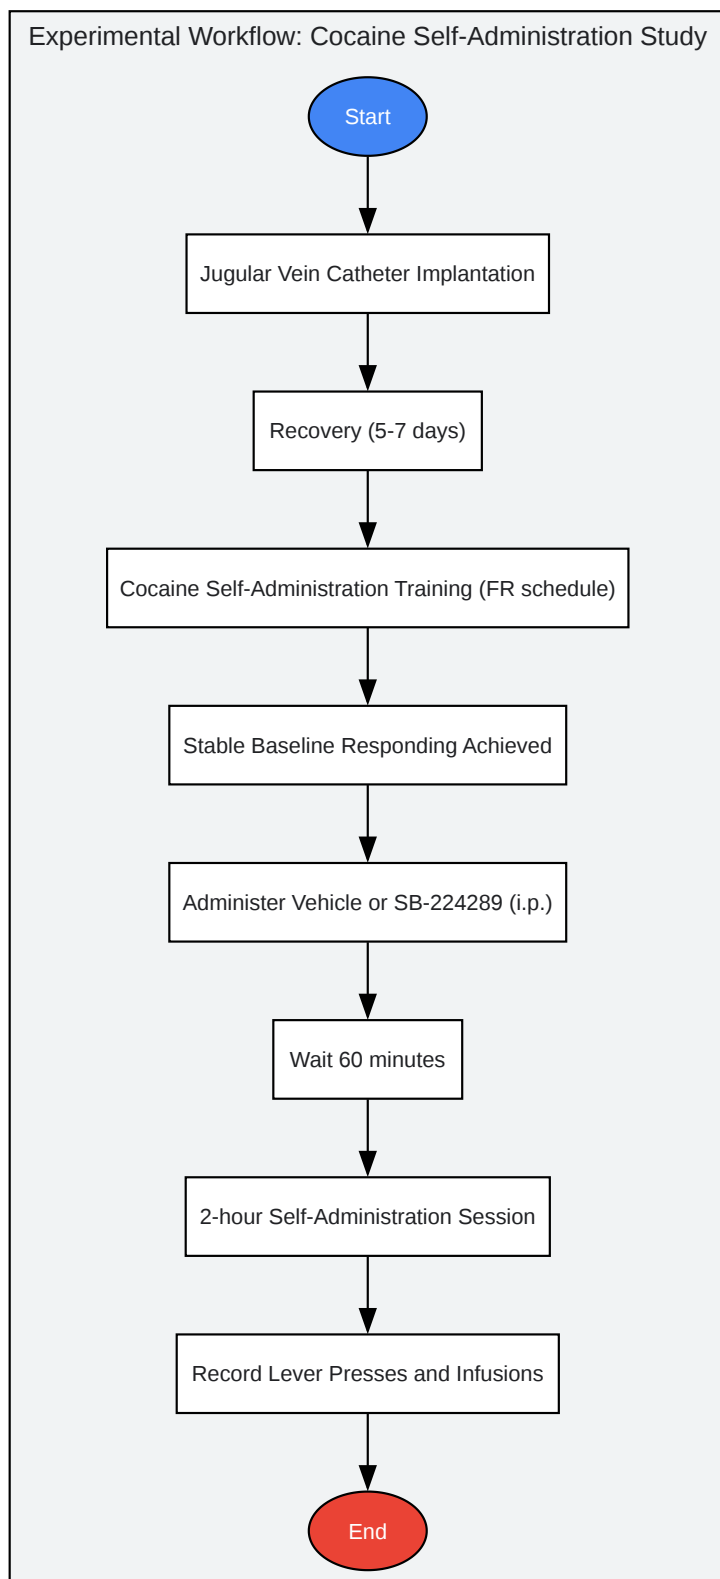 Experimental Workflow: Cocaine Self-Administration Study
Start
Jugular Vein Catheter Implantation
Recovery (5-7 days)
Cocaine Self-Administration Training (FR schedule)
Stable Baseline Responding Achieved
Administer Vehicle or SB-224289 (i.p.)
Wait 60 minutes
2-hour Self-Administration Session
Record Lever Presses and Infusions
End